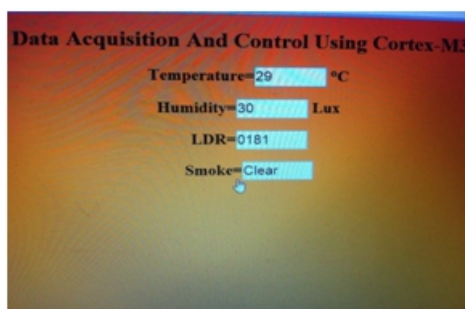 Data Acquisition And Control Using Cortex-M3
Temperature=29 °C
Humidity=30 Lux
LDR=0181
Smoke=Clear